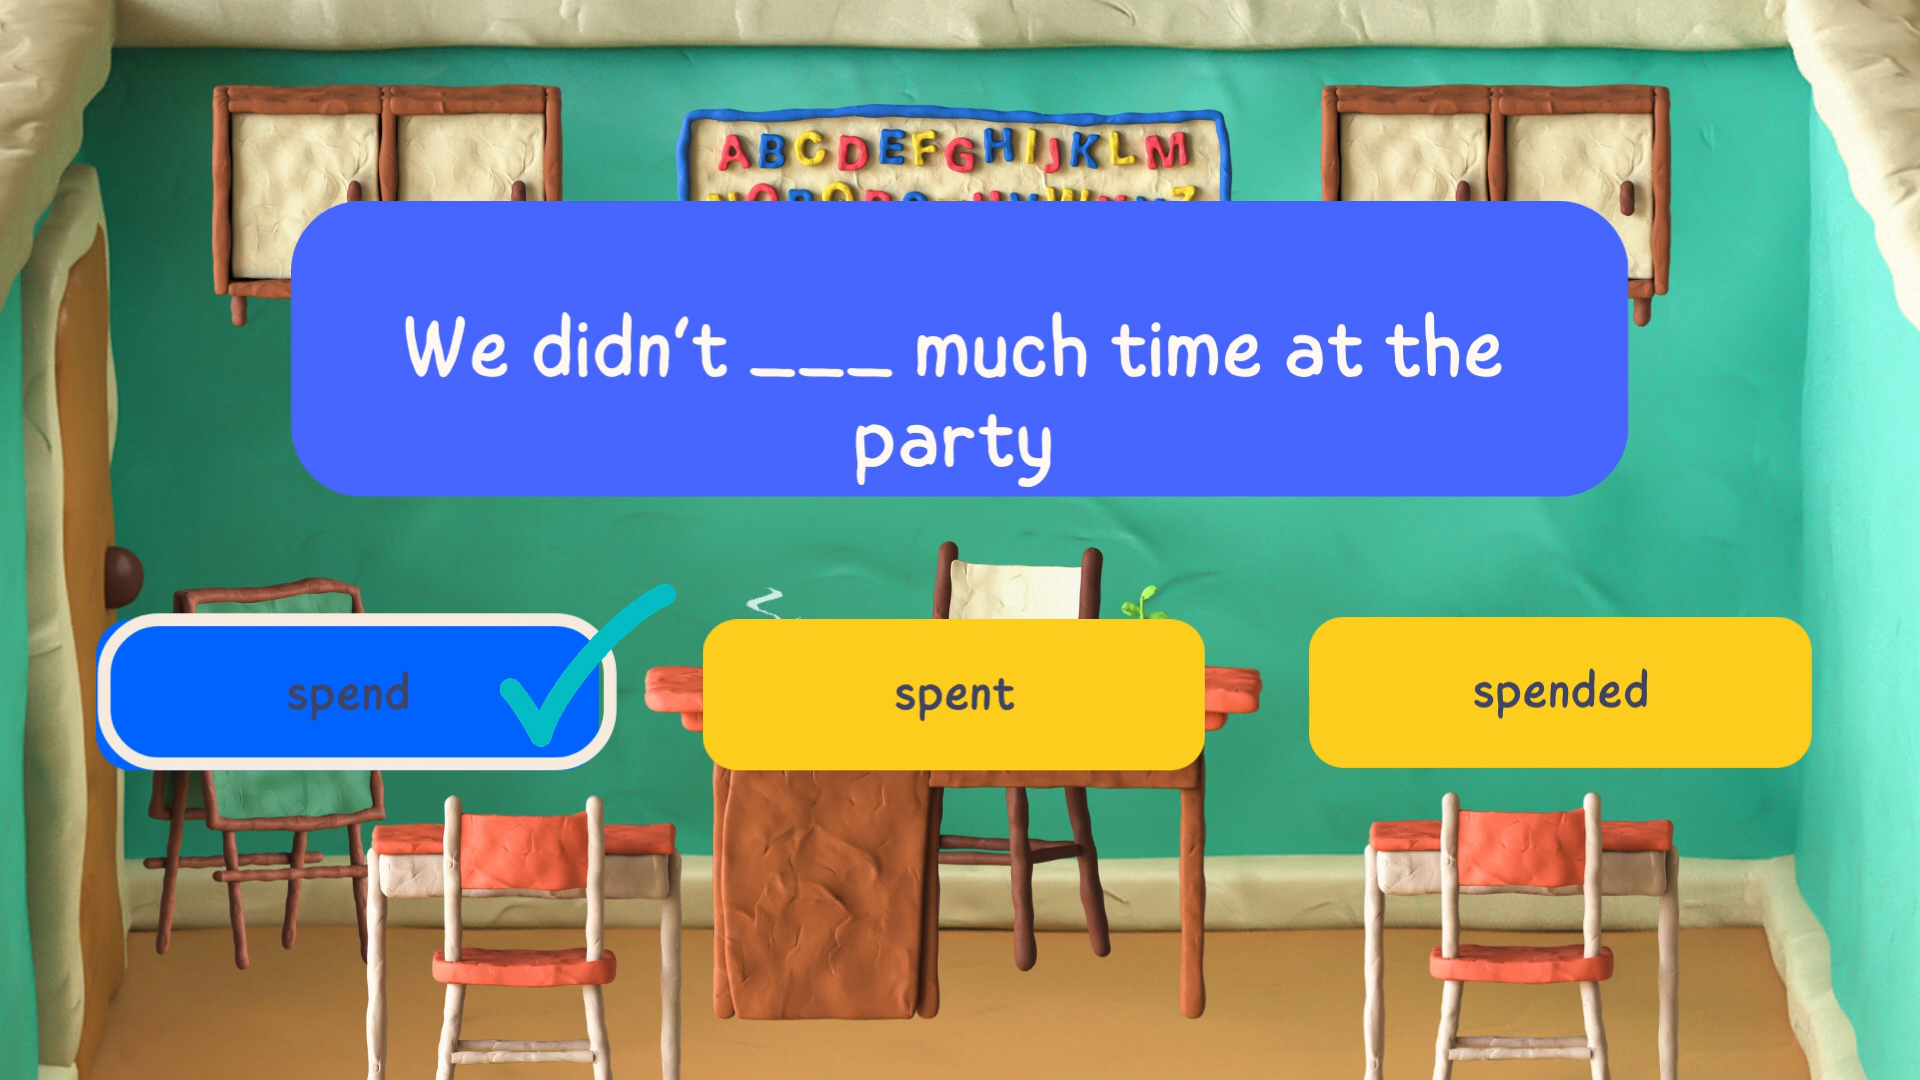 ABCDEFGHIJKLM
We didn't ___ much time at the
party
spend
spent
spended